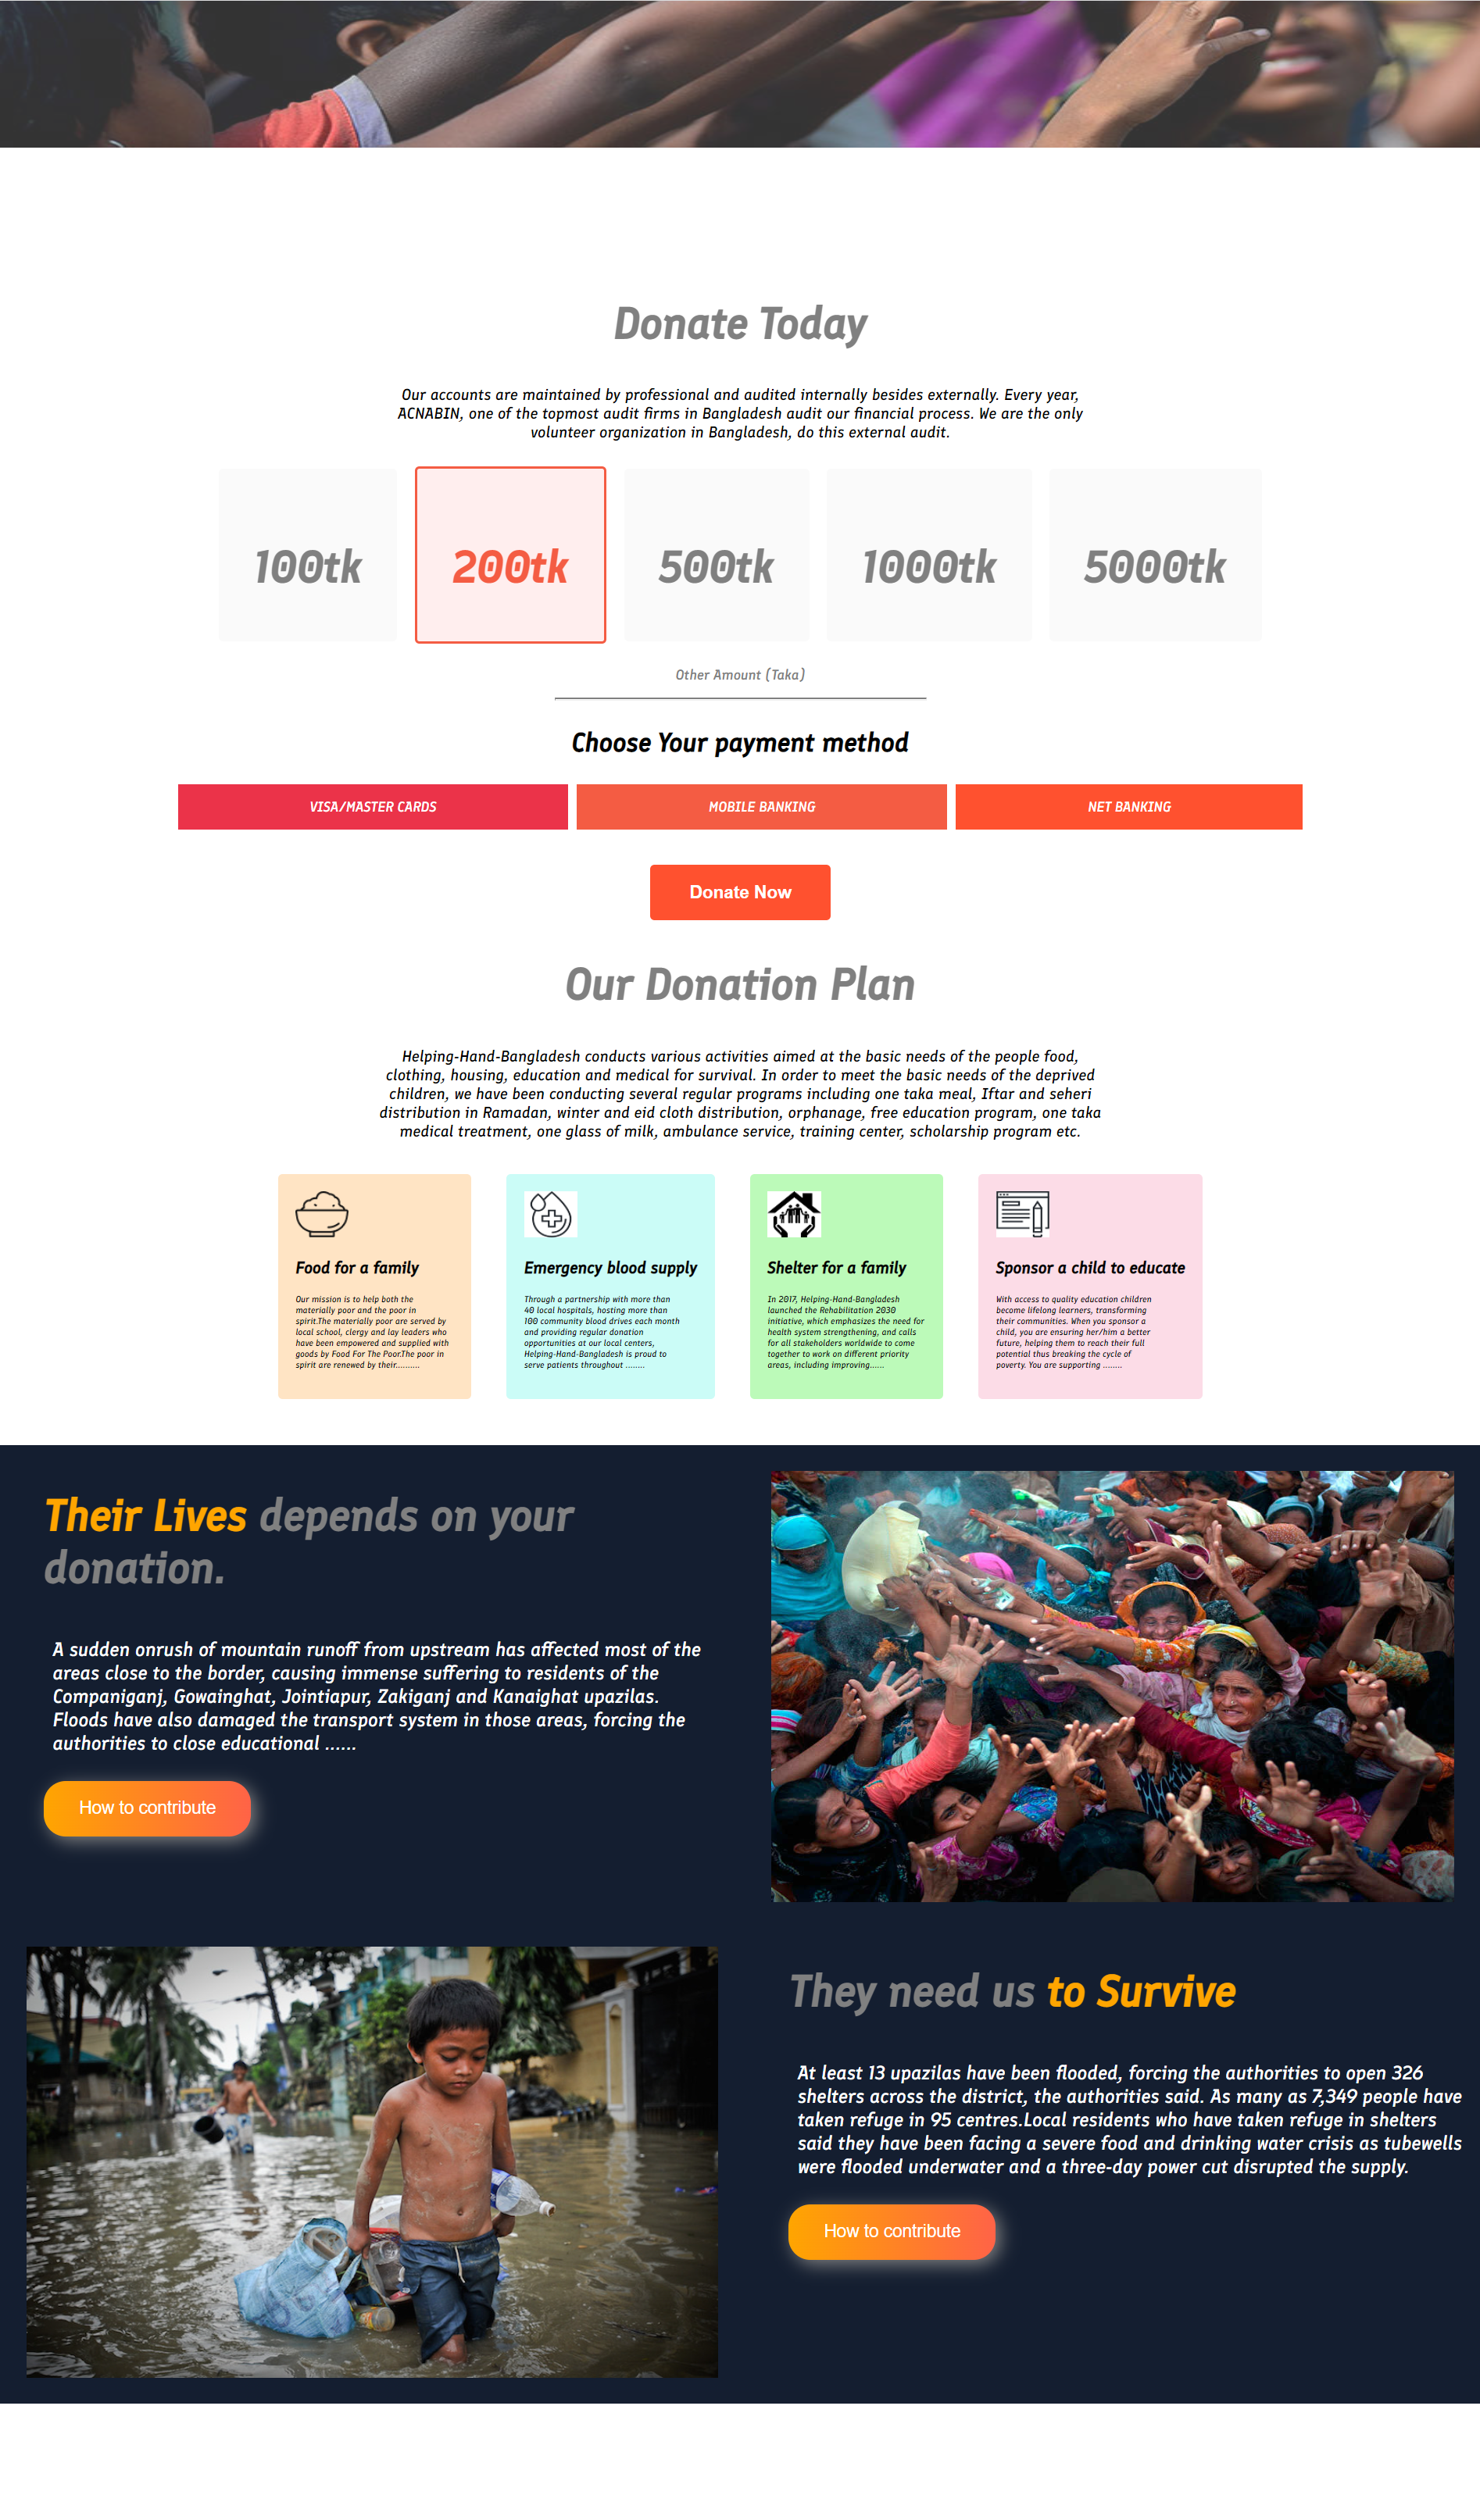 Donate Today
Our accounts are maintained by professional and audited internally besides externally. Every year,
ACNABIN, one of the topmost audit firms in Bangladesh audit our financial process. We are the only
volunteer organization in Bangladesh, do this external audit.
100tk
200tk
500tk
1000tk
5000tk
Other Amount (Taka)
Choose Your payment method
VISA/MASTER CARDS
MOBILE BANKING
NET BANKING
Donate Now
Our Donation Plan
Helping-Hand-Bangladesh conducts various activities aimed at the basic needs of the people food,
clothing, housing, education and medical for survival. In order to meet the basic needs of the deprived
children, we have been conducting several regular programs including one taka meal, Iftar and seheri
distribution in Ramadan, winter and eid cloth distribution, orphanage, free education program, one taka
medical treatment, one glass of milk, ambulance service, training center, scholarship program etc.
Food for a family
Our mission is to help both the
materially poor and the poor in
spirit.The materially poor are served by
local school, clergy and lay leaders who
have been empowered and supplied with
goods by Food For The Poor.The poor in
spirit are renewed by their..........
Emergency blood supply
Through a partnership with more than
40 local hospitals, hosting more than
100 community blood drives each month
and providing regular donation
opportunities at our local centers,
Helping-Hand-Bangladesh is proud to
serve patients throughout ........
Shelter for a family
In 2017, Helping-Hand-Bangladesh
launched the Rehabilitation 2030
initiative, which emphasizes the need for
health system strengthening, and calls
for all stakeholders worldwide to come
together to work on different priority
areas, including improving......
Sponsor a child to educate
With access to quality education children
become lifelong learners, transforming
their communities. When you sponsor a
child, you are ensuring her/him a better
future, helping them to reach their full
potential thus breaking the cycle of
poverty. You are supporting ........
Their Lives depends on your
donation.
A sudden onrush of mountain runoff from upstream has affected most of the
areas close to the border, causing immense suffering to residents of the
Companiganj, Gowainghat, Jointiapur, Zakiganj and Kanaighat upazilas.
Floods have also damaged the transport system in those areas, forcing the
authorities to close educational ......
How to contribute
They need us to Survive
At least 13 upazilas have been flooded, forcing the authorities to open 326
shelters across the district, the authorities said. As many as 7,349 people have
taken refuge in 95 centres.Local residents who have taken refuge in shelters
said they have been facing a severe food and drinking water crisis as tubewells
were flooded underwater and a three-day power cut disrupted the supply.
How to contribute